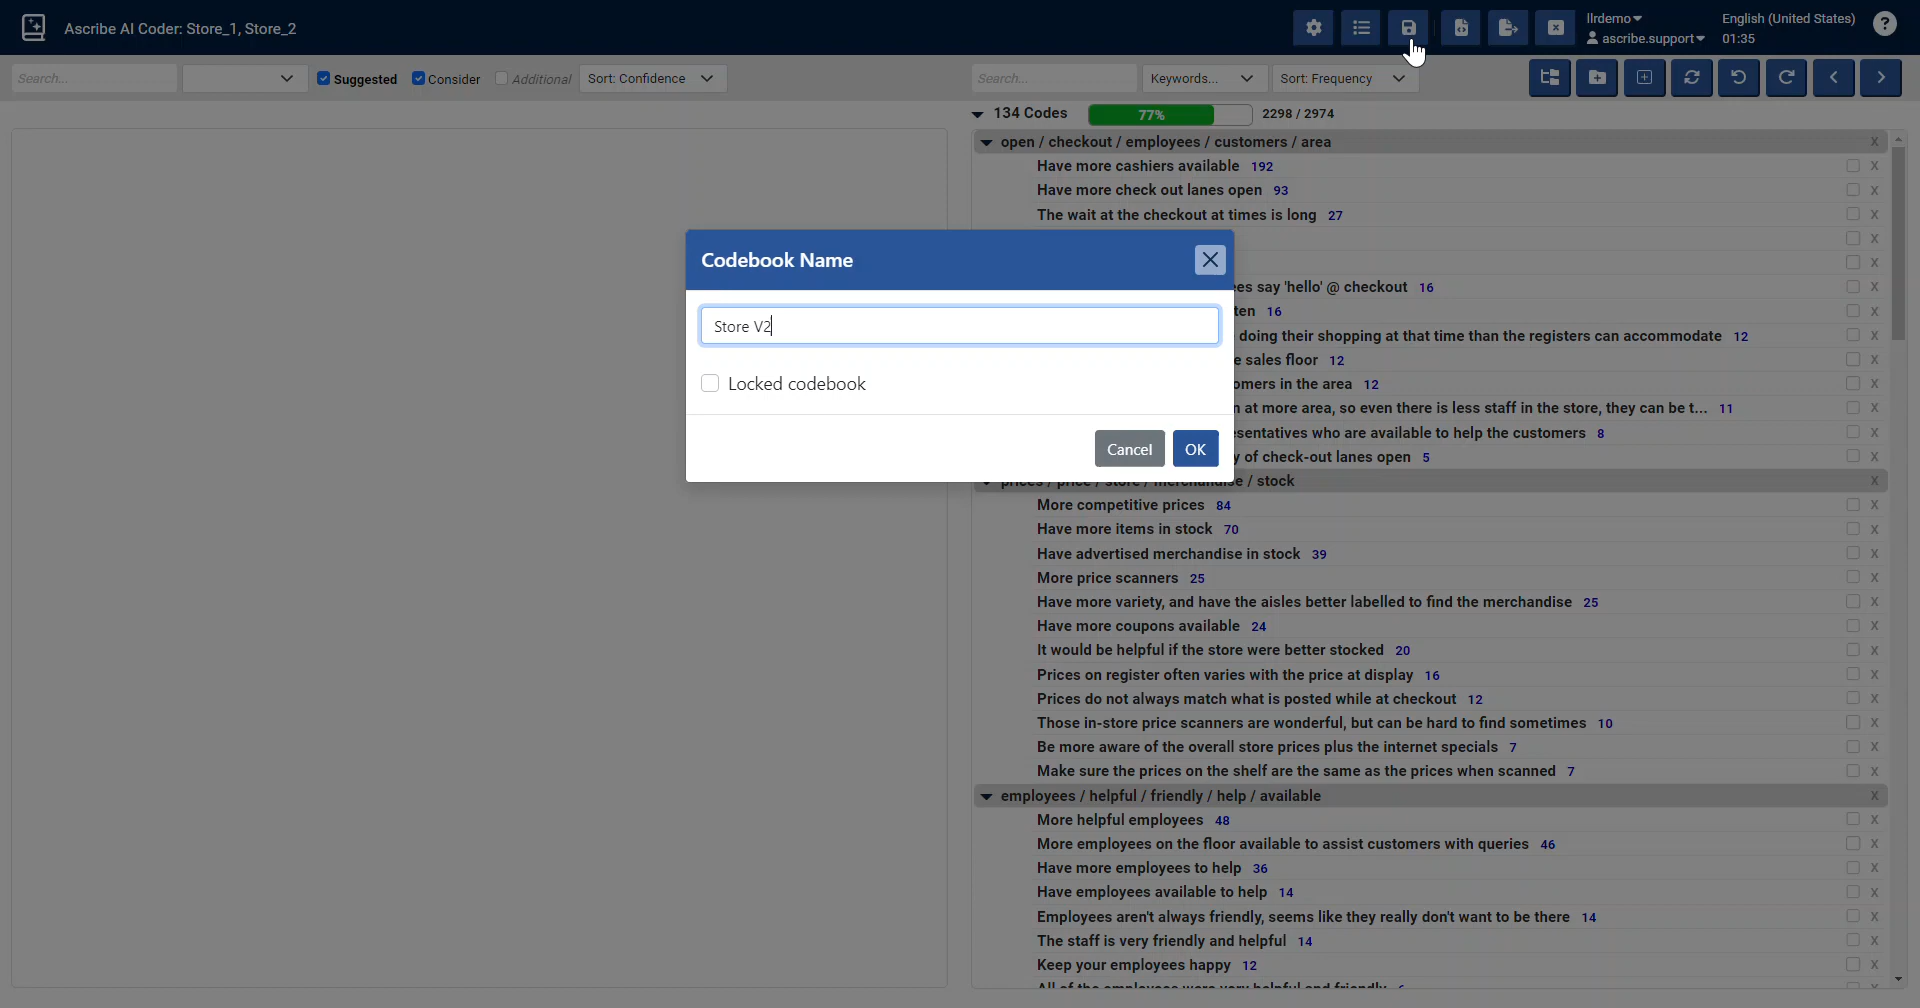 Ascribe AI Coder: Store_1, Store_2
llrdemo
ascribe.support
English (United States)
01:35
?
Search...
Suggested
Consider
Additional
Sort: Confidence
Search...
Keywords...
Sort: Frequency
134 Codes
77%
2298 / 2974
open / checkout / employees / customers / area X
Have more cashiers available 192 X
Have more check out lanes open 93 X
The wait at the checkout at times is long 27 X
X
X
say 'hello' @ checkout 16 X
16 X
doing their shopping at that time than the registers can accommodate 12 X
sales floor 12 X
in the area 12 X
at more area, so even there is less staff in the store, they can be t... 11 X
who are available to help the customers 8 X
of check-out lanes open 5 X
Codebook Name
Store V2
Locked codebook
Cancel
OK
prices / price / store / merchandise / stock X
More competitive prices 84 X
Have more items in stock 70 X
Have advertised merchandise in stock 39 X
More price scanners 25 X
Have more variety, and have the aisles better labelled to find the merchandise 25 X
Have more coupons available 24 X
It would be helpful if the store were better stocked 20 X
Prices on register often varies with the price at display 16 X
Prices do not always match what is posted while at checkout 12 X
Those in-store price scanners are wonderful, but can be hard to find sometimes 10 X
Be more aware of the overall store prices plus the internet specials 7 X
Make sure the prices on the shelf are the same as the prices when scanned 7 X
employees / helpful / friendly / help / available X
More helpful employees 48 X
More employees on the floor available to assist customers with queries 46 X
Have more employees to help 36 X
Have employees available to help 14 X
Employees aren't always friendly, seems like they really don't want to be there 14 X
The staff is very friendly and helpful 14 X
Keep your employees happy 12 X
All of the employees were very helpful and friendly